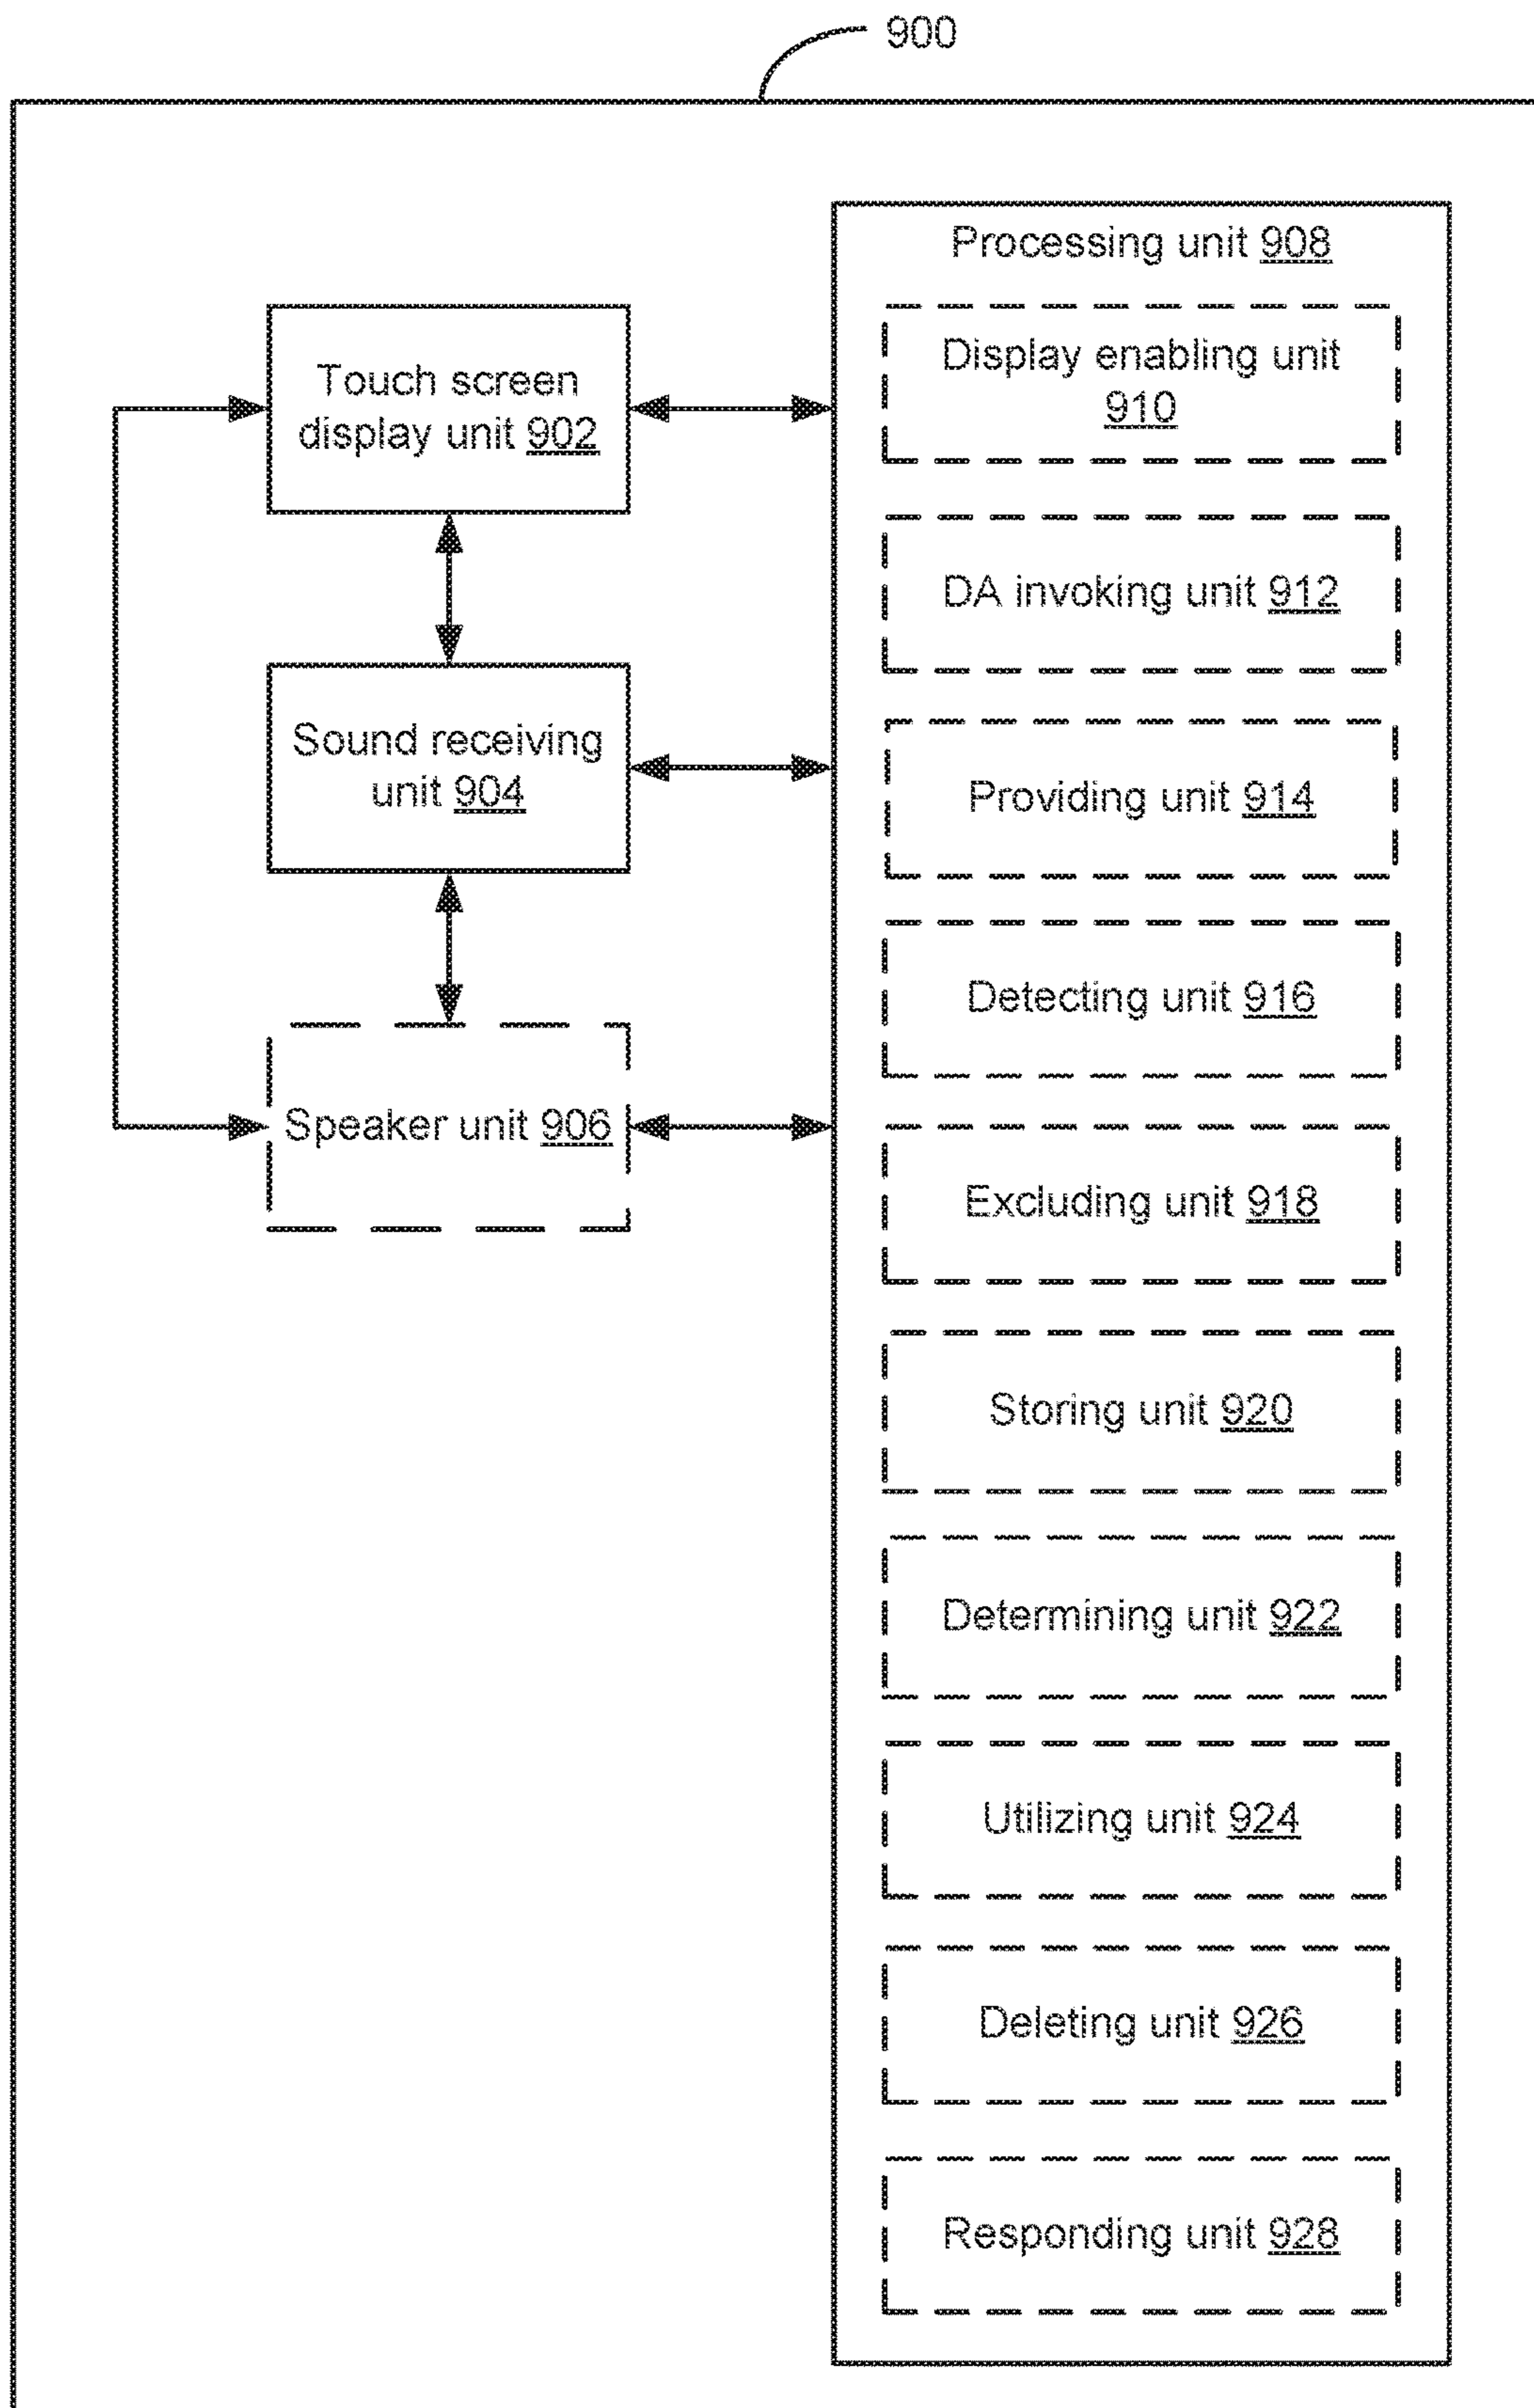 900
Processing unit 908
Display enabling unit
910
Touch screen
display unit 902
DA invoking unit 912
Sound receiving
unit 904
Providing unit 914
Detecting unit 916
Speaker unit 906
Excluding unit 918
Storing unit 920
Determining unit 922
Utilizing unit 924
Deleting unit 926
Responding unit 928